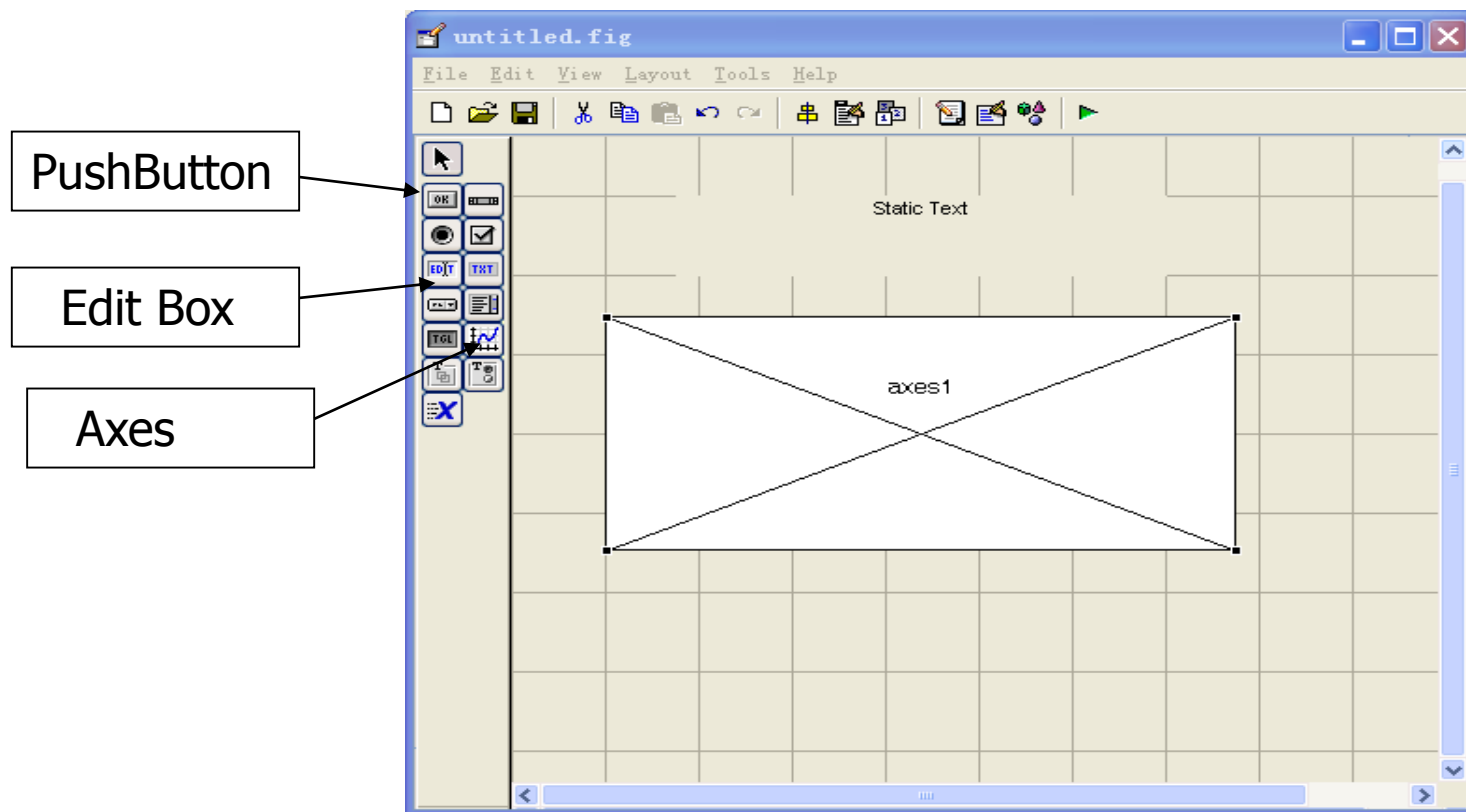 untitled.fig
File Edit View Layout Tools Help
PushButton
OK
Static Text
Edit Box
EDIT TXT
TGL
axes1
Axes